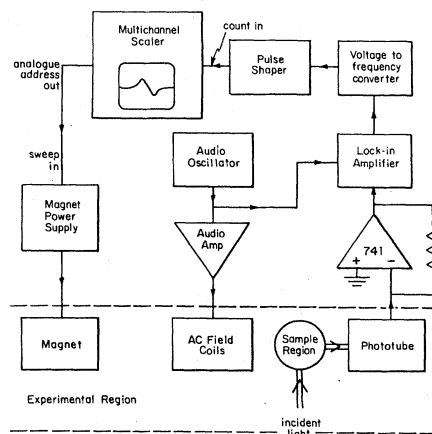 Multichannel
Scaler
count in
analogue
address
out
Pulse
Shaper
Voltage to
frequency
converter
sweep
in
Audio
Oscillator
Lock-in
Amplifier
Magnet
Power
Supply
Audio
Amp
741
+ -
Magnet
AC Field
Coils
Sample
Region
Phototube
Experimental Region
incident
light